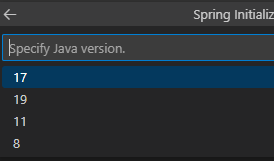 Spring Initializ
Specify Java version.
17
19
11
8